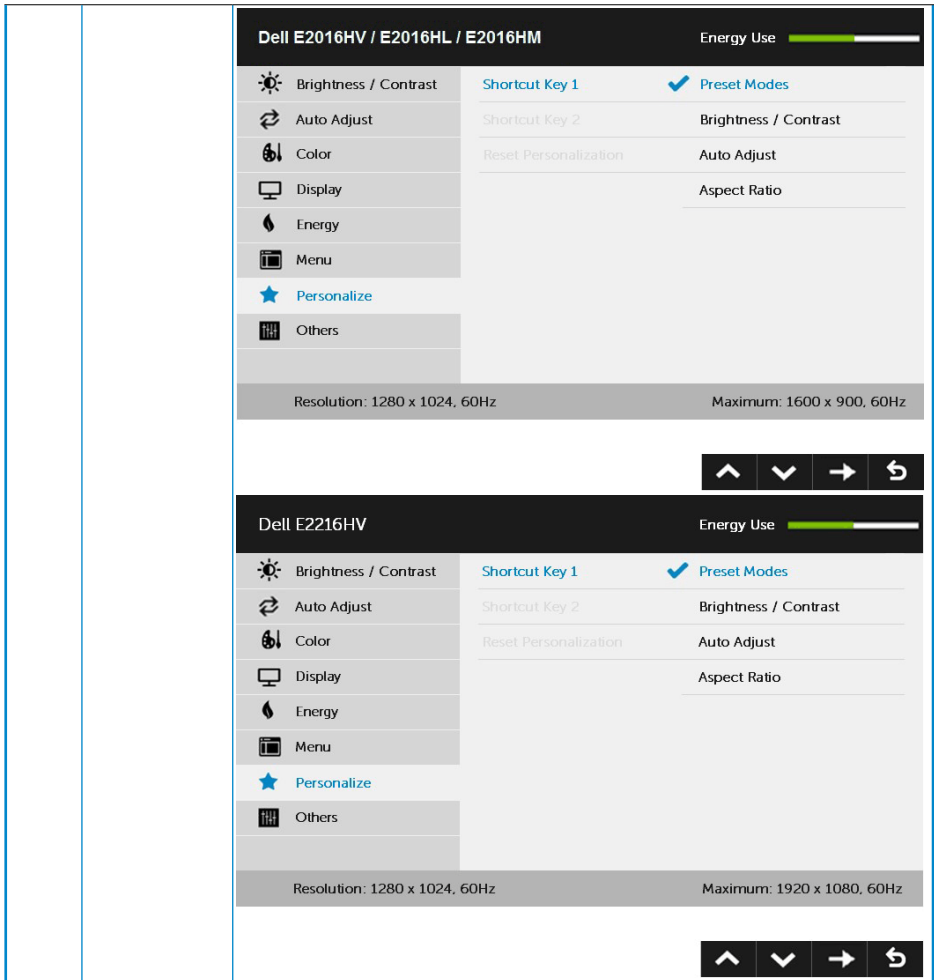 Dell E2016HV / E2016HL / E2016HM Energy Use
Brightness / Contrast Shortcut Key 1 Preset Modes
Auto Adjust Shortcut Key 2 Brightness / Contrast
Color Reset Personalization Auto Adjust
Display Aspect Ratio
Energy
Menu
Personalize
Others
Resolution: 1280 x 1024, 60Hz Maximum: 1600 x 900, 60Hz
Dell E2216HV Energy Use
Brightness / Contrast Shortcut Key 1 Preset Modes
Auto Adjust Shortcut Key 2 Brightness / Contrast
Color Reset Personalization Auto Adjust
Display Aspect Ratio
Energy
Menu
Personalize
Others
Resolution: 1280 x 1024, 60Hz Maximum: 1920 x 1080, 60Hz